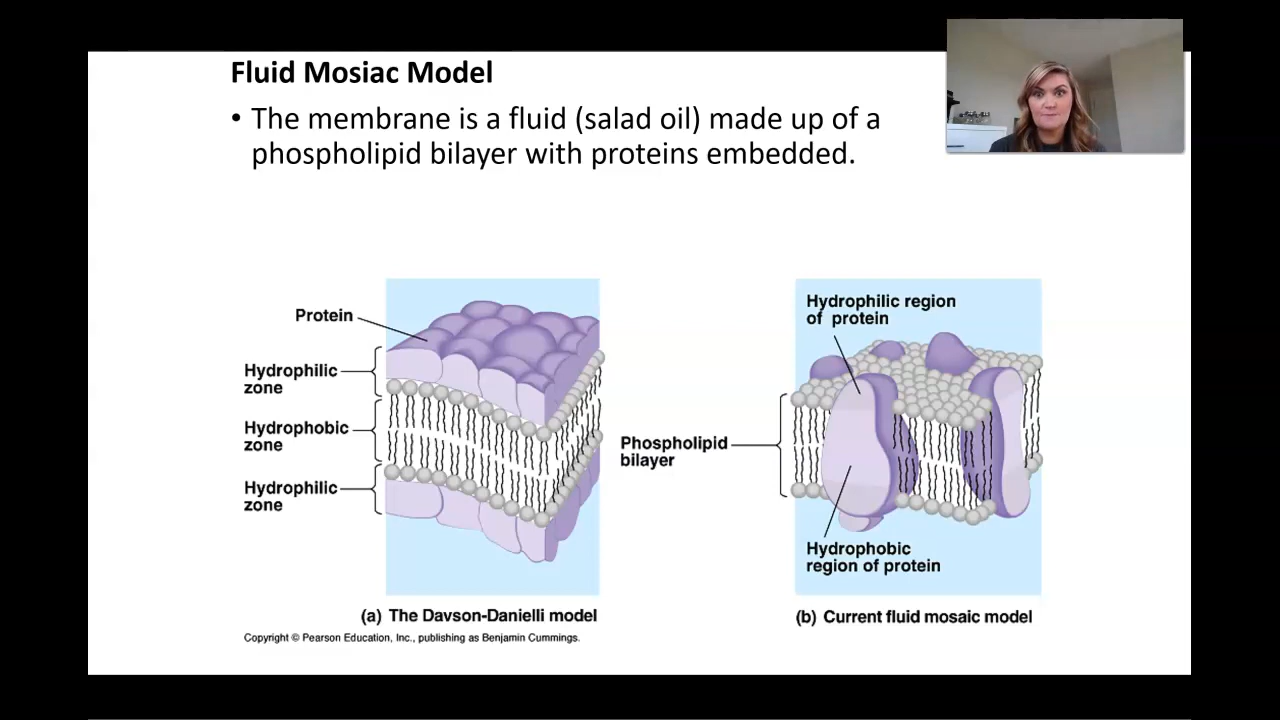 Fluid Mosiac Model
• The membrane is a fluid (salad oil) made up of a
phospholipid bilayer with proteins embedded.
Protein
Hydrophilic
zone
Hydrophobic
zone
Hydrophilic
zone
(a) The Davson-Danielli model
Copyright © Pearson Education, Inc., publishing as Benjamin Cummings.
Phospholipid
bilayer
Hydrophilic region
of protein
Hydrophobic
region of protein
(b) Current fluid mosaic model